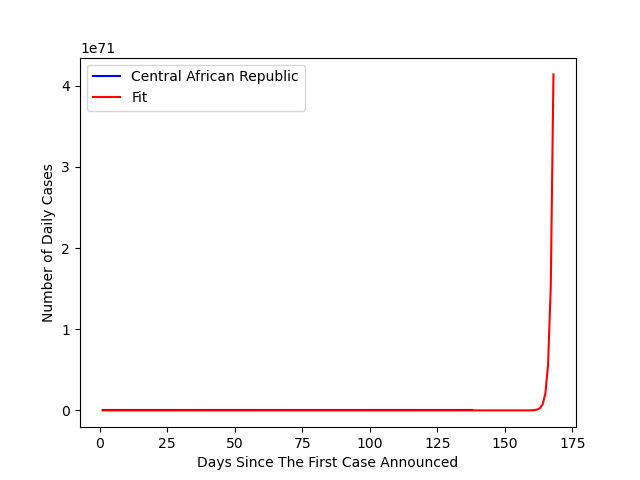 1e71
Central African Republic
Fit
4
3
2
1
0
Number of Daily Cases
0 25 50 75 100 125 150 175
Days Since The First Case Announced